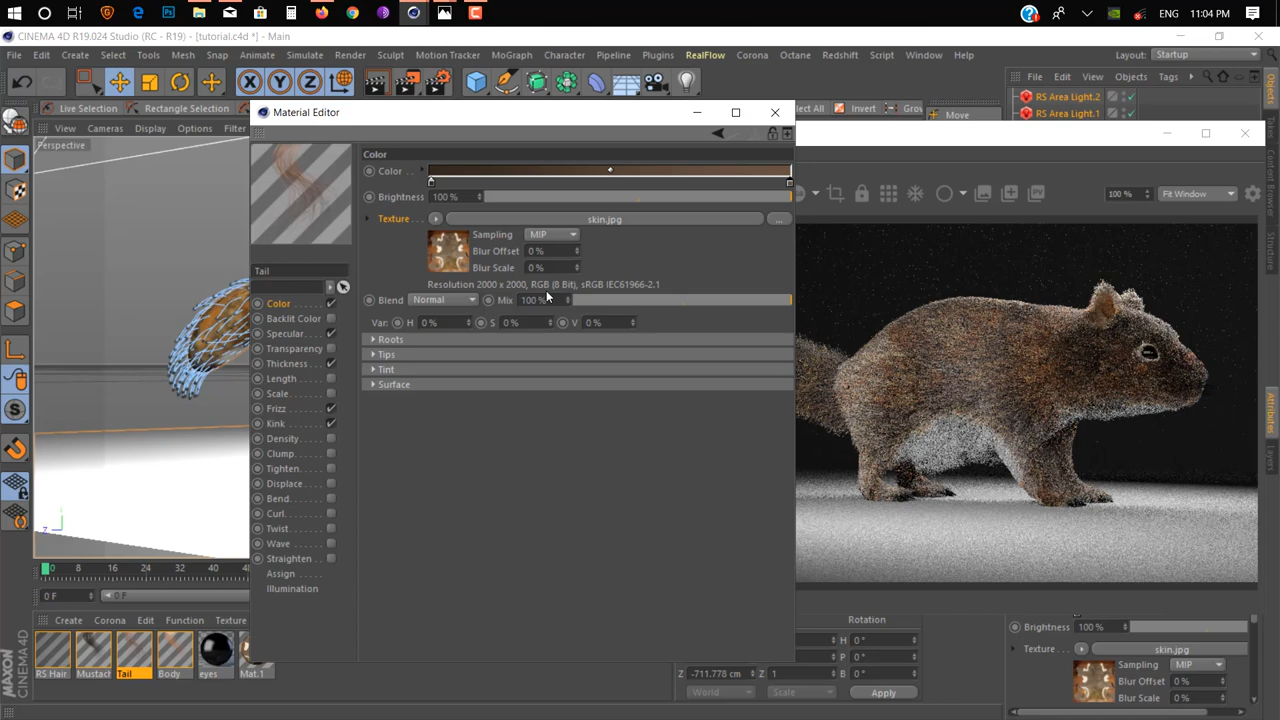 ENG 11:04 PM
CINEMA 4D R19.024 Studio (RC - R19) - [tutorial.c4d *] - Main
File Edit Create Select Tools Mesh Snap Animate Simulate Render Sculpt Motion Tracker MoGraph Character Pipeline Plugins RealFlow Corona Octane Redshift Script Window Help Layout: Startup
X Y Z
File Edit View Objects Tags
Live Selection Rectangle Selection
Material Editor
Invert
Move
RS Area Light.2
RS Area Light.1
View Cameras Display Options Filter
Perspective
Color
Color . .
Brightness 100 %
Texture . . . skin.jpg ...
Sampling MIP
Blur Offset 0 %
Blur Scale 0 %
Resolution 2000 x 2000, RGB (8 Bit), sRGB IEC61966-2.1
Blend Normal Mix 100 %
Var: H 0 % S 0 % V 0 %
Roots
Tips
Tint
Surface
Tail
Color
Backlit Color
Specular
Transparency
Thickness
Length
Scale
Frizz
Kink
Density
Clump
Tighten
Displace
Bend
Curl
Twist
Wave
Straighten
Assign
Illumination
100 % Fit Window
Z
0 8 16 24 32 40
0 F 0 F
Create Corona Edit Function Texture
RS Hair Mustach Tail Body eyes Mat.1
MAXON CINEMA 4D
Rotation
H 0 °
P 0 °
Z -711.778 cm Z 1 B 0 °
World Scale Apply
Brightness 100 %
Texture . . . skin.jpg
Sampling MIP
Blur Offset 0 %
Blur Scale 0 %
Objects
Takes
Content Browser
Structure
Attributes
Layers